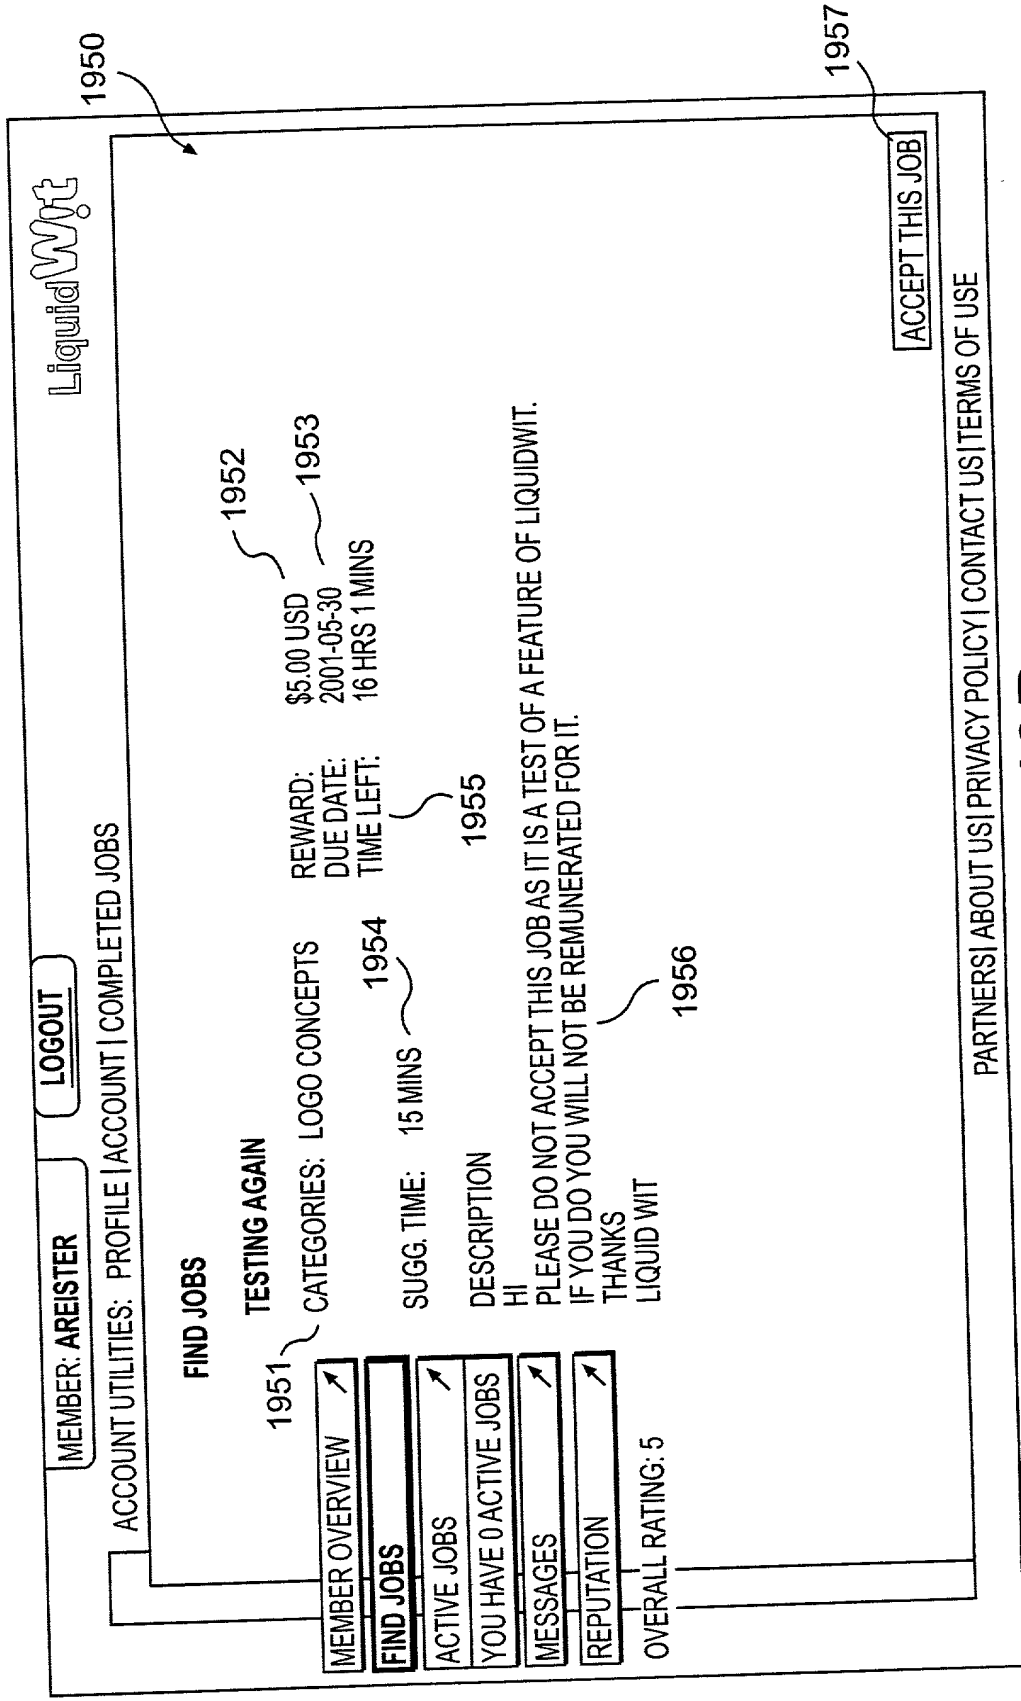 1950
LiquidWit
MEMBER: AREISTER
LOGOUT
ACCOUNT UTILITIES: PROFILE | ACCOUNT | COMPLETED JOBS
FIND JOBS
TESTING AGAIN
1951
CATEGORIES: LOGO CONCEPTS
REWARD: $5.00 USD
1952
DUE DATE: 2001-05-30
1953
TIME LEFT: 16 HRS 1 MINS
1954
SUGG. TIME: 15 MINS
1955
DESCRIPTION
HI
PLEASE DO NOT ACCEPT THIS JOB AS IT IS A TEST OF A FEATURE OF LIQUIDWIT.
IF YOU DO YOU WILL NOT BE REMUNERATED FOR IT.
THANKS
LIQUID WIT
1956
MEMBER OVERVIEW
FIND JOBS
ACTIVE JOBS
YOU HAVE 0 ACTIVE JOBS
MESSAGES
REPUTATION
OVERALL RATING: 5
ACCEPT THIS JOB
1957
PARTNERS| ABOUT US| PRIVACY POLICY| CONTACT US|TERMS OF USE